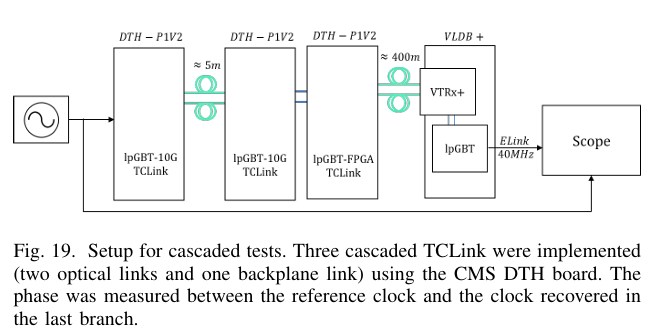 DTH − P1V2
DTH − P1V2
DTH − P1V2
VLDB +
≈ 5m
≈ 400m
VTRx+
lpGBT-10G
TCLink
lpGBT-10G
TCLink
lpGBT-FPGA
TCLink
lpGBT
ELink
40MHz
Scope
Fig. 19. Setup for cascaded tests. Three cascaded TCLink were implemented
(two optical links and one backplane link) using the CMS DTH board. The
phase was measured between the reference clock and the clock recovered in
the last branch.